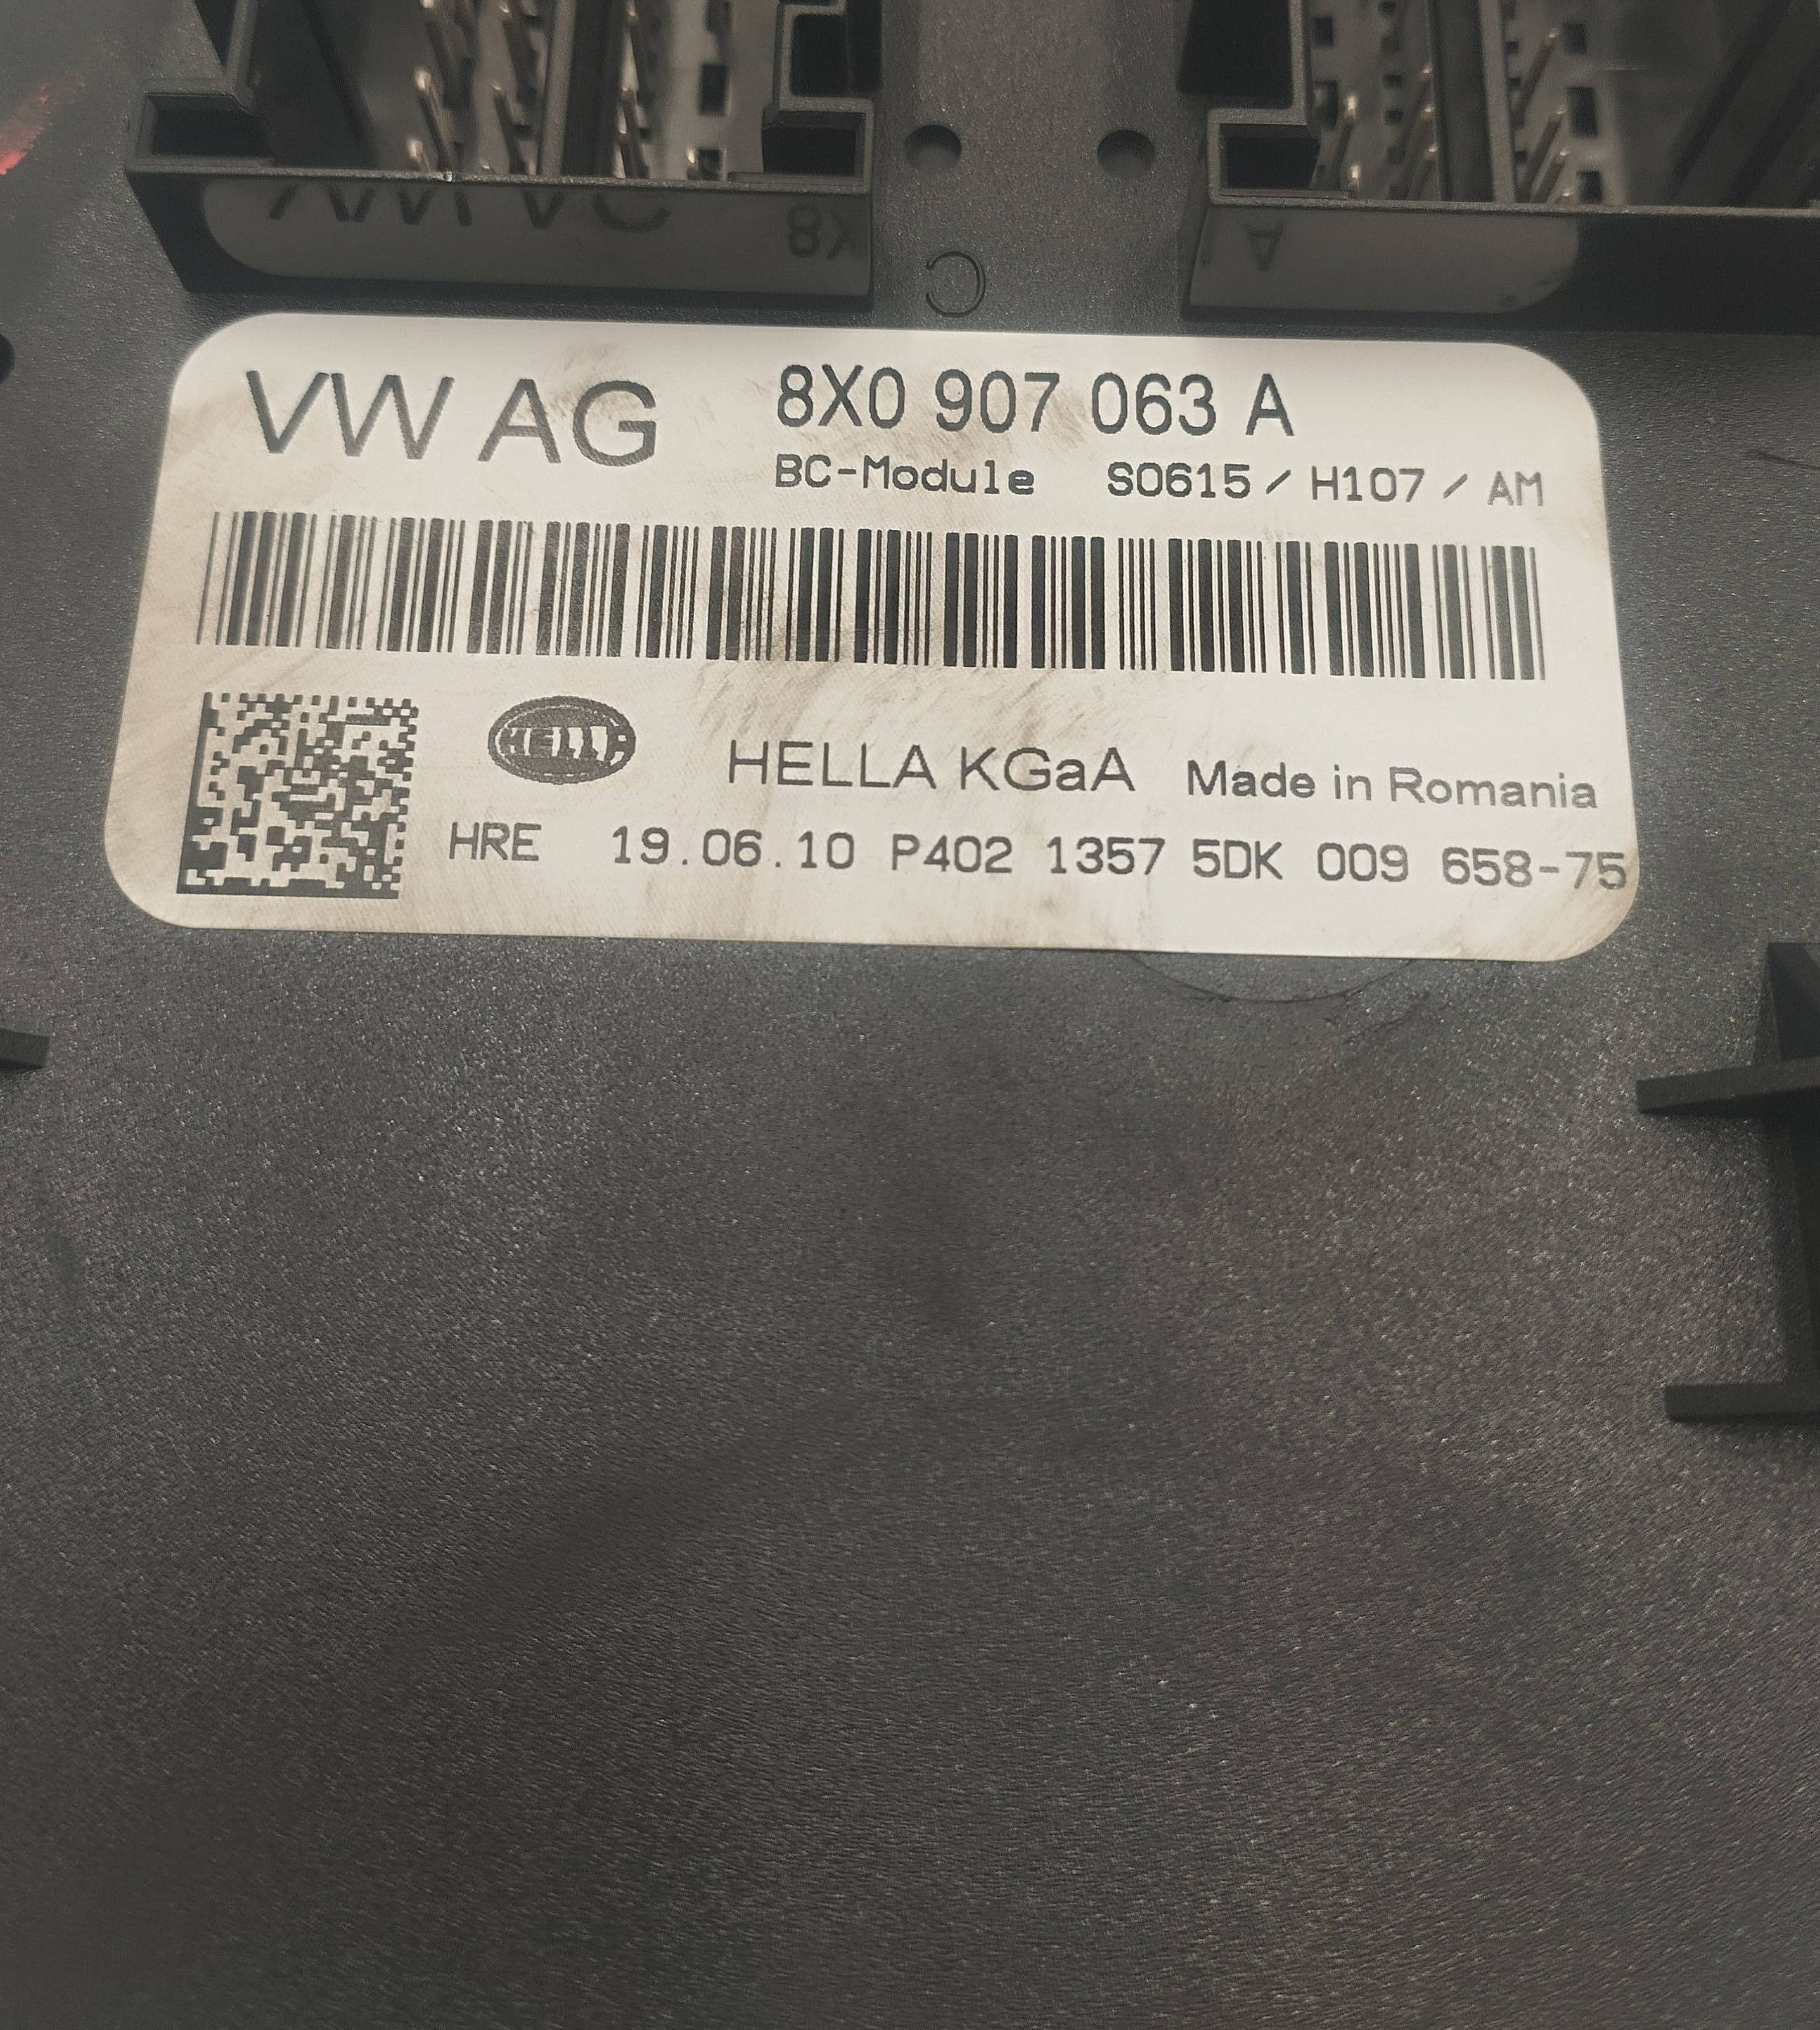 C
VW AG 8X0 907 063 A
BC-Module S0615 / H107 / AM
HELLA HELLA KGaA Made in Romania
HRE 19.06.10 P402 1357 5DK 009 658-75